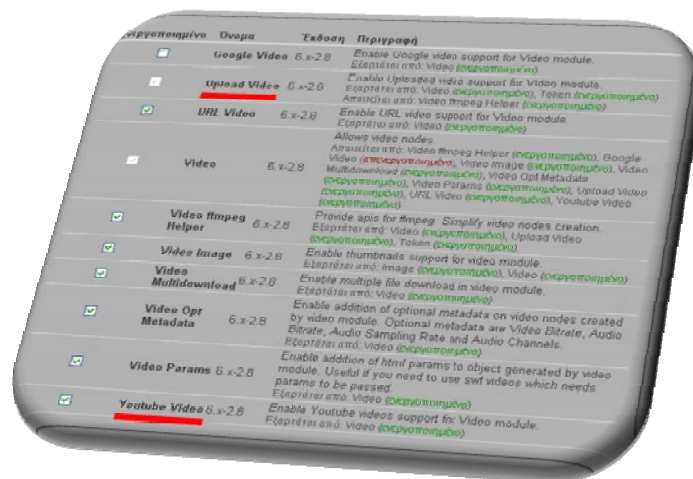 ενεργοποιημένο Όνομα Έκδοση Περιγραφή
Google Video 6.x-2.8 Enable Google video support for Video module.
Εξαρτάται από: Video (ενεργοποιημένο)
Upload Video 6.x-2.8 Enable Uploaded video support for Video module.
Εξαρτάται από: Video (ενεργοποιημένο), Token (ενεργοποιημένο)
Απαιτείται από: Video ffmpeg Helper (ενεργοποιημένο)
URL Video 6.x-2.8 Enable URL video support for Video module.
Εξαρτάται από: Video (ενεργοποιημένο)
Video 6.x-2.8 Allows video nodes
Απαιτείται από: Video ffmpeg Helper (ενεργοποιημένο), Google
Video (απενεργοποιημένο), Video Image (ενεργοποιημένο), Video
Multidownload (ενεργοποιημένο), Video Opt Metadata
(ενεργοποιημένο), Video Params (ενεργοποιημένο), Upload Video
(ενεργοποιημένο), URL Video (ενεργοποιημένο), Youtube Video
(ενεργοποιημένο)
Video ffmpeg Helper 6.x-2.8 Provide apis for ffmpeg. Simplify video nodes creation.
Εξαρτάται από: Video (ενεργοποιημένο), Upload Video
(ενεργοποιημένο), Token (ενεργοποιημένο)
Video Image 6.x-2.8 Enable thumbnails support for video module.
Εξαρτάται από: Image (ενεργοποιημένο), Video (ενεργοποιημένο)
Video Multidownload 6.x-2.8 Enable multiple file download in video module.
Εξαρτάται από: Video (ενεργοποιημένο)
Video Opt Metadata 6.x-2.8 Enable addition of optional metadata on video nodes created
by video module. Optional metadata are Video Bitrate, Audio
Bitrate, Audio Sampling Rate and Audio Channels.
Εξαρτάται από: Video (ενεργοποιημένο)
Video Params 6.x-2.8 Enable addition of html params to object generated by video
module. Useful if you need to use swf videos which needs
params to be passed.
Εξαρτάται από: Video (ενεργοποιημένο)
Youtube Video 6.x-2.8 Enable Youtube videos support for Video module.
Εξαρτάται από: Video (ενεργοποιημένο)